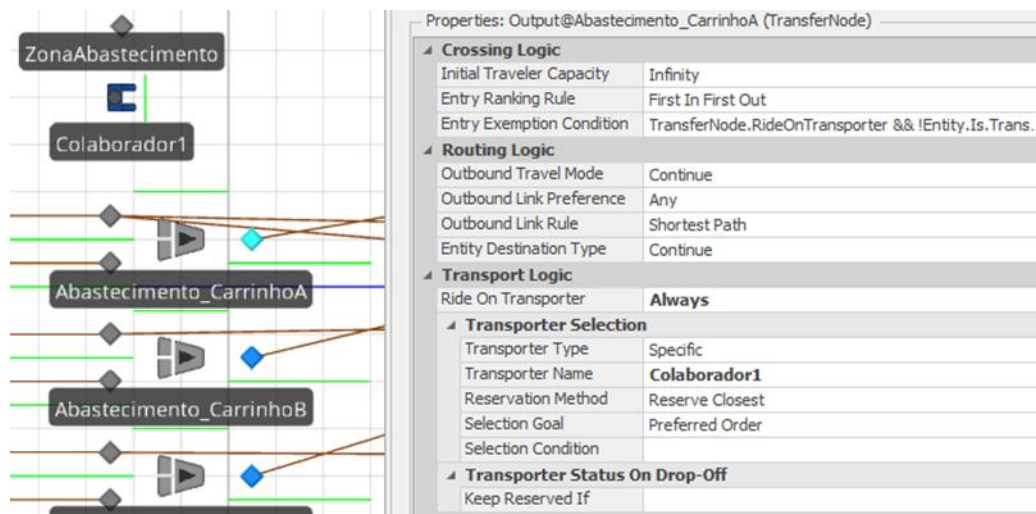 ZonaAbastecimento
Colaborador1
Abastecimento_CarrinhoA
Abastecimento_CarrinhoB
Properties: Output@Abastecimento_CarrinhoA (TransferNode)
Crossing Logic
Initial Traveler Capacity Infinity
Entry Ranking Rule First In First Out
Entry Exemption Condition TransferNode.RideOnTransporter && !Entity.Is.Trans.
Routing Logic
Outbound Travel Mode Continue
Outbound Link Preference Any
Outbound Link Rule Shortest Path
Entity Destination Type Continue
Transport Logic
Ride On Transporter Always
Transporter Selection
Transporter Type Specific
Transporter Name Colaborador1
Reservation Method Reserve Closest
Selection Goal Preferred Order
Selection Condition
Transporter Status On Drop-Off
Keep Reserved If